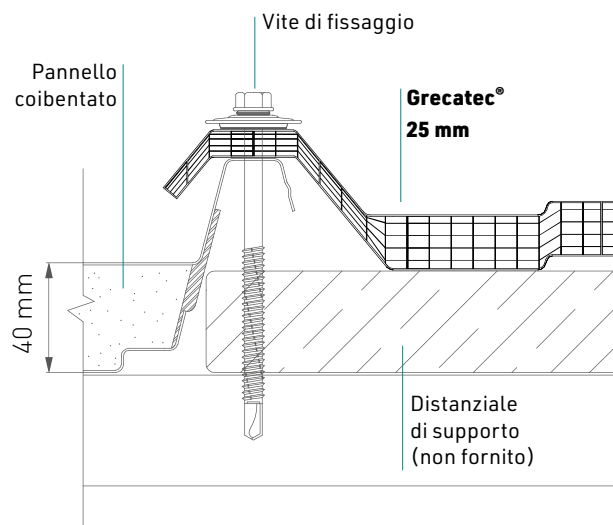 Vite di fissaggio
Pannello
coibentato
Grecatec®
25 mm
40 mm
Distanziale
di supporto
(non fornito)